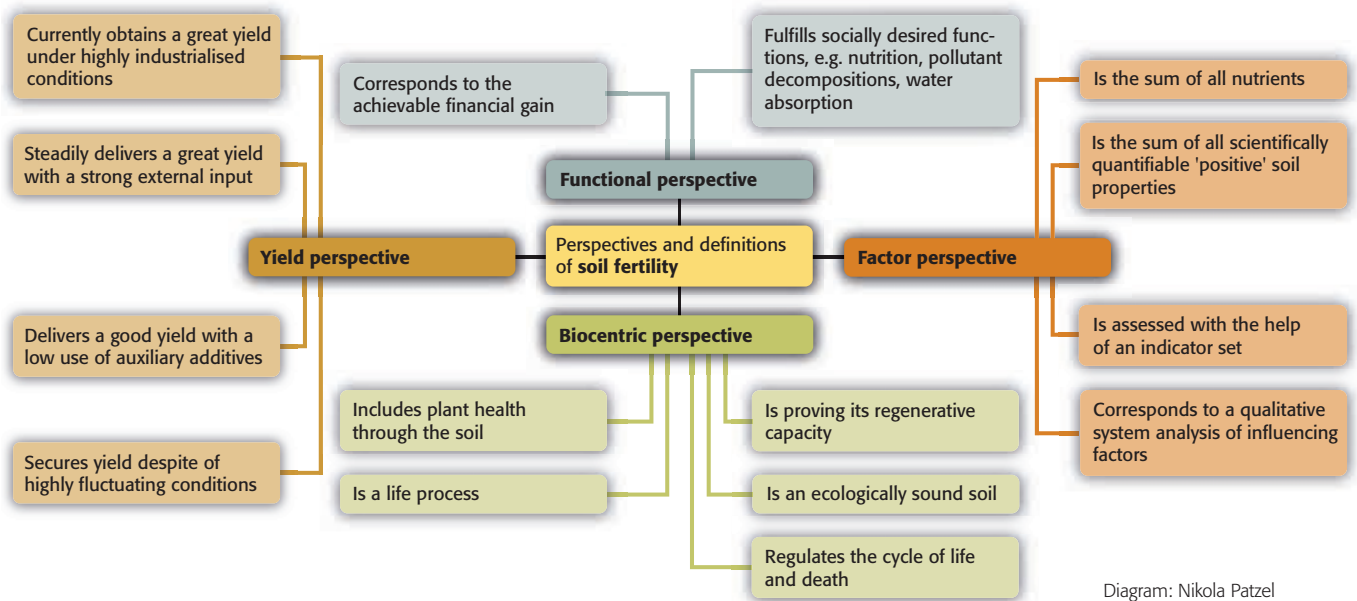 Currently obtains a great yield
under highly industrialised
conditions
Steadily delivers a great yield
with a strong external input
Yield perspective
Delivers a good yield with a
low use of auxiliary additives
Secures yield despite of
highly fluctuating conditions
Corresponds to the
achievable financial gain
Fulfills socially desired func-
tions, e.g. nutrition, pollutant
decompositions, water
absorption
Functional perspective
Perspectives and definitions
of soil fertility
Biocentric perspective
Includes plant health
through the soil
Is a life process
Is proving its regenerative
capacity
Is an ecologically sound soil
Regulates the cycle of life
and death
Is the sum of all nutrients
Is the sum of all scientifically
quantifiable 'positive' soil
properties
Factor perspective
Is assessed with the help
of an indicator set
Corresponds to a qualitative
system analysis of influencing
factors
Diagram: Nikola Patzel